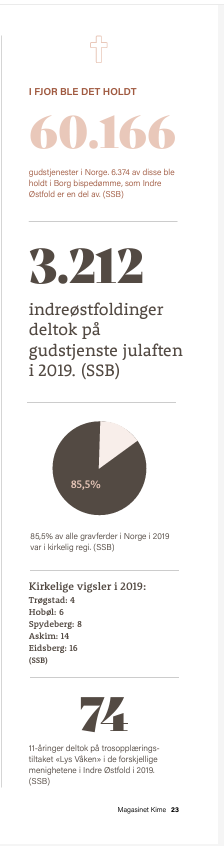 I FJOR BLE DET HOLDT
60.166
gudstjenester i Norge. 6.374 av disse ble
holdt i Borg bispedømme, som Indre
Østfold er en del av. (SSB)
3.212
indreøstfoldinger
deltok på
gudstjenste julaften
i 2019. (SSB)
85,5%
85,5% av alle gravferder i Norge i 2019
var i kirkelig regi. (SSB)
Kirkelige vigsler i 2019:
Trøgstad: 4
Hobøl: 6
Spydeberg: 8
Askim: 14
Eidsberg: 16
(SSB)
74
11-åringer deltok på trosopplærings-
tiltaket «Lys Våken» i de forskjellige
menighetene i Indre Østfold i 2019.
(SSB)
Magasinet Kime 23